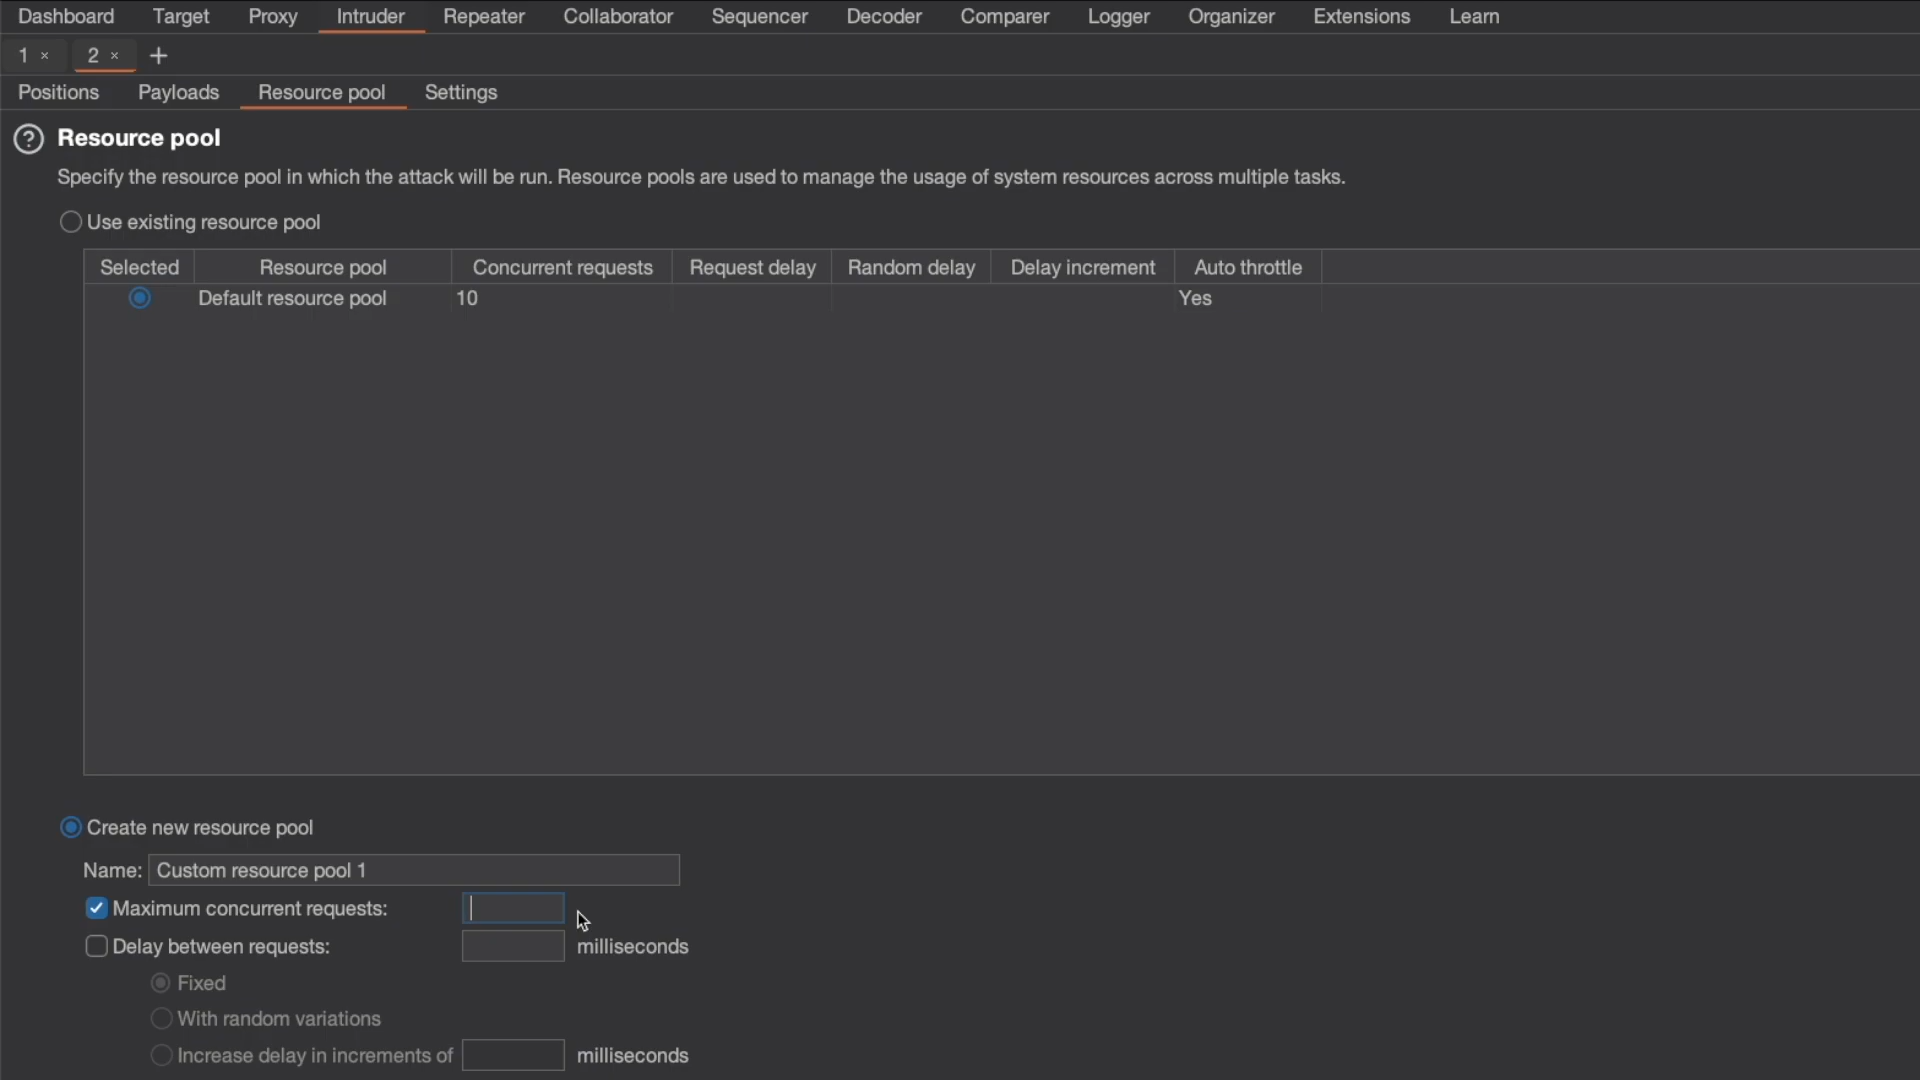 Dashboard Target Proxy Intruder Repeater Collaborator Sequencer Decoder Comparer Logger Organizer Extensions Learn
1 × 2 × +
Positions Payloads Resource pool Settings
? Resource pool
Specify the resource pool in which the attack will be run. Resource pools are used to manage the usage of system resources across multiple tasks.
Use existing resource pool
Selected Resource pool Concurrent requests Request delay Random delay Delay increment Auto throttle
Default resource pool 10 Yes
Create new resource pool
Name: Custom resource pool 1
Maximum concurrent requests:
Delay between requests: milliseconds
Fixed
With random variations
Increase delay in increments of milliseconds